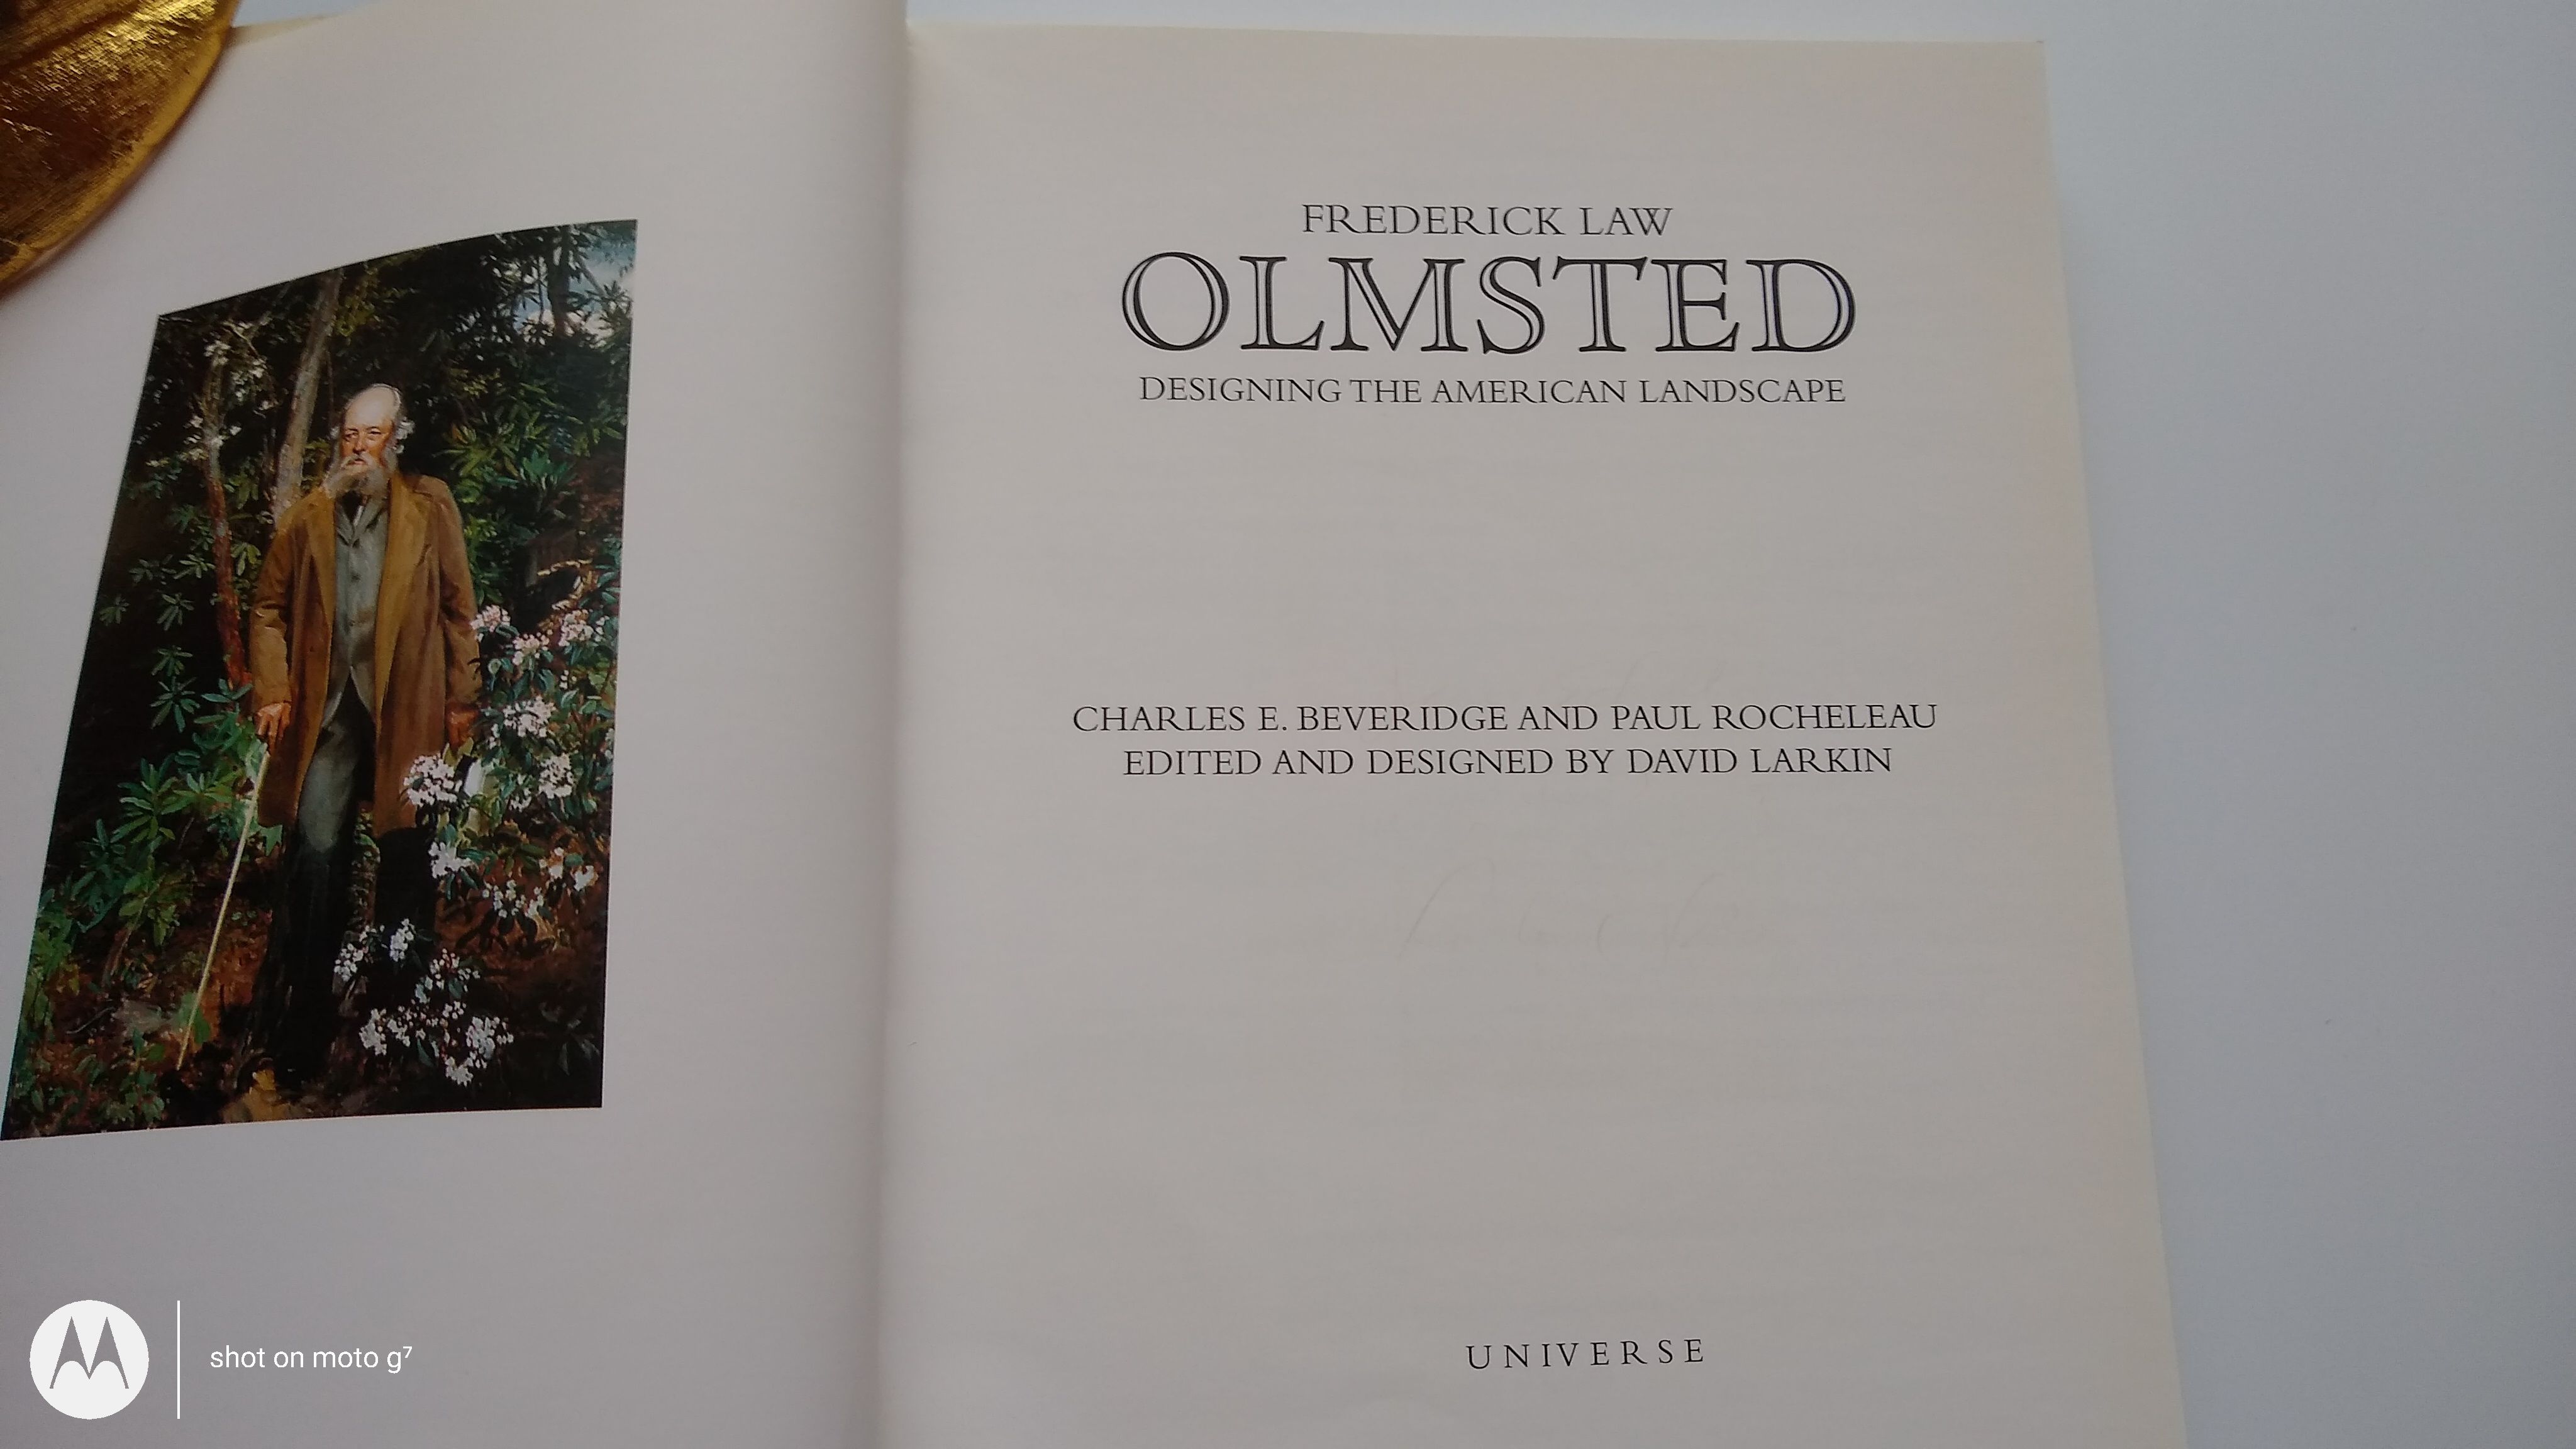 FREDERICK LAW
OLMSTED
DESIGNING THE AMERICAN LANDSCAPE
CHARLES E. BEVERIDGE AND PAUL ROCHELEAU
EDITED AND DESIGNED BY DAVID LARKIN
UNIVERSE
shot on moto g⁷